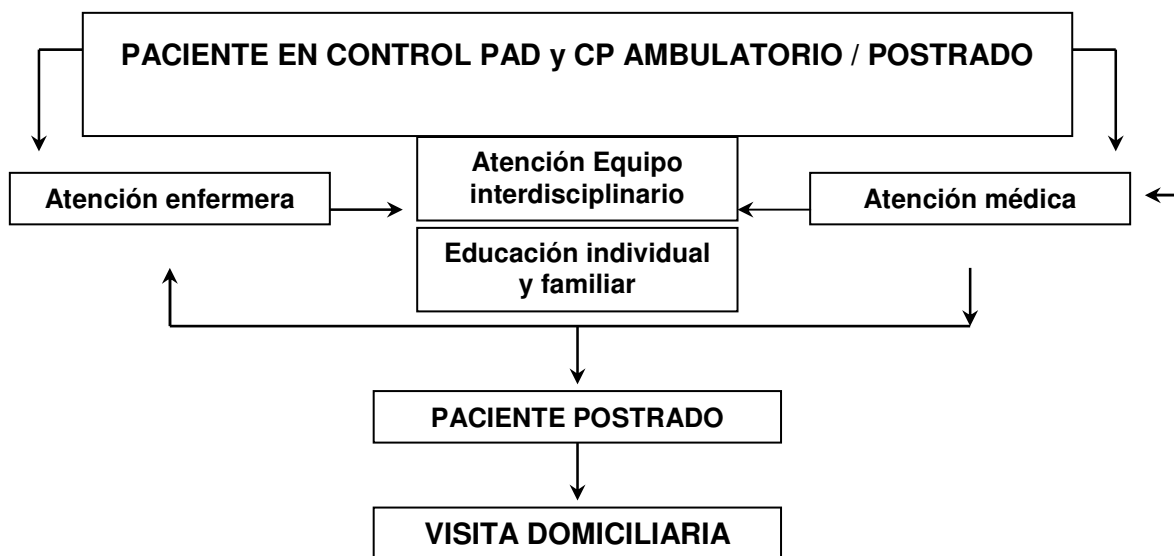 PACIENTE EN CONTROL PAD y CP AMBULATORIO / POSTRADO
Atención Equipo
interdisciplinario
Atención enfermera
Atención médica
Educación individual
y familiar
PACIENTE POSTRADO
VISITA DOMICILIARIA